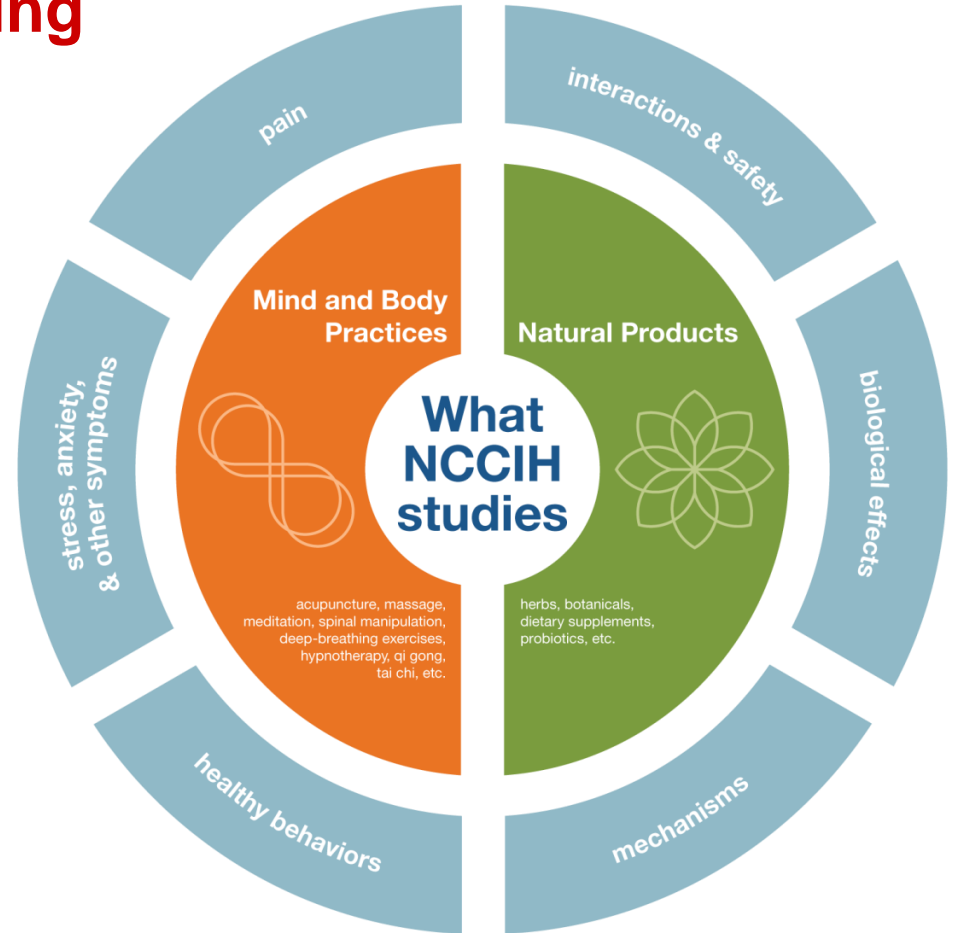 ing
pain
interactions & safety
Mind and Body
Practices
Natural Products
What
NCCIH
studies
stress, anxiety,
& other symptoms
biological effects
acupuncture, massage,
meditation, spinal manipulation,
deep-breathing exercises,
hypnotherapy, qi gong,
tai chi, etc.
herbs, botanicals,
dietary supplements,
probiotics, etc.
healthy behaviors
mechanisms